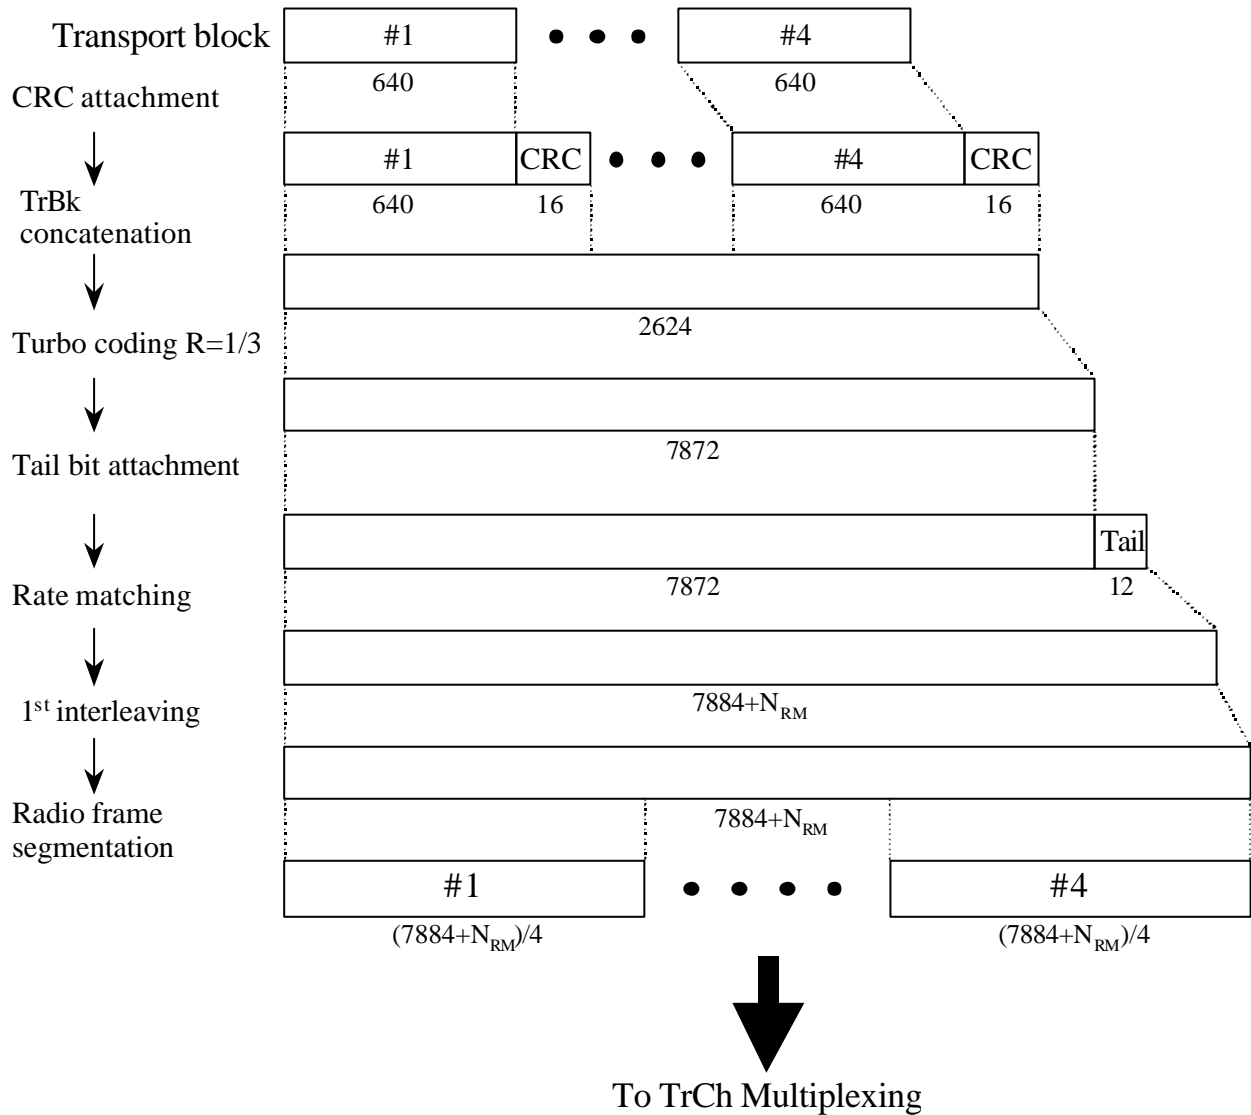 Transport block #1 #4
640 640
CRC attachment
#1 CRC #4 CRC
640 16 640 16
TrBk
concatenation
2624
Turbo coding R=1/3
7872
Tail bit attachment
Tail
7872 12
Rate matching
7884+N_RM
1st interleaving
7884+N_RM
Radio frame
segmentation
#1 #4
(7884+N_RM)/4 (7884+N_RM)/4
To TrCh Multiplexing